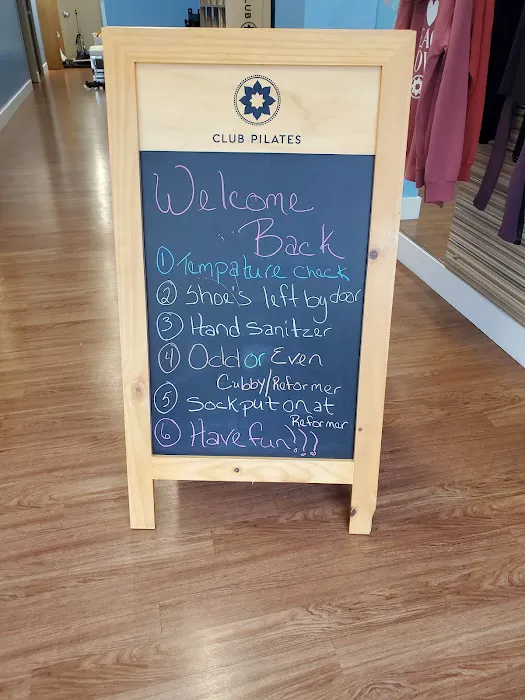 CLUB PILATES
Welcome
Back
1 Tempature check
2 Shoe's left by door
3 Hand sanitizer
4 Odd or Even
Cubby/Reformer
5 Sock put on at
Reformer
6 Have fun!!!